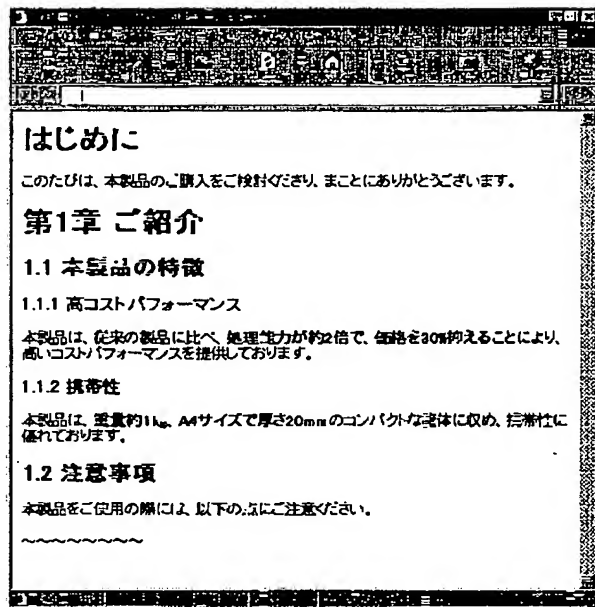 はじめに
このたびは、本製品のご購入をご検討くださり、まことにありがとうございます。
第1章 ご紹介
1.1 本製品の特徴
1.1.1 高コストパフォーマンス
本製品は、従来の製品に比べ、処理能力が約2倍で、価格を30%抑えることにより、
高いコストパフォーマンスを提供しております。
1.1.2 携帯性
本製品は、重量約1kg、A4サイズで厚さ20mmのコンパクトな筐体に収め、携帯性に
優れております。
1.2 注意事項
本製品をご使用の際には、以下の点にご注意ください。
～～～～～～～～